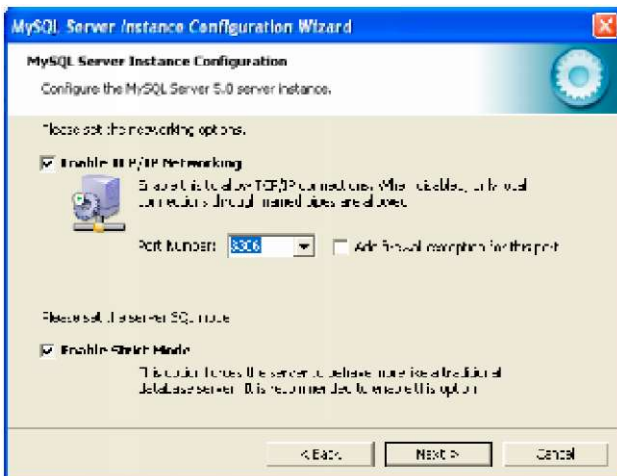 MySQL Server Instance Configuration Wizard
MySQL Server Instance Configuration
Configure the MySQL Server 5.0 server instance.
Please set the networking options.
Enable TCP/IP Networking
Enable this to allow TCP/IP connections. When disabled, only local
connections through named pipes are allowed.
Port Number: 3306 Add firewall exception for this port
Please set the server SQL mode.
Enable Strict Mode
This option forces the server to behave more like a traditional
database server. It is recommended to enable this option.
< Back Next > Cancel